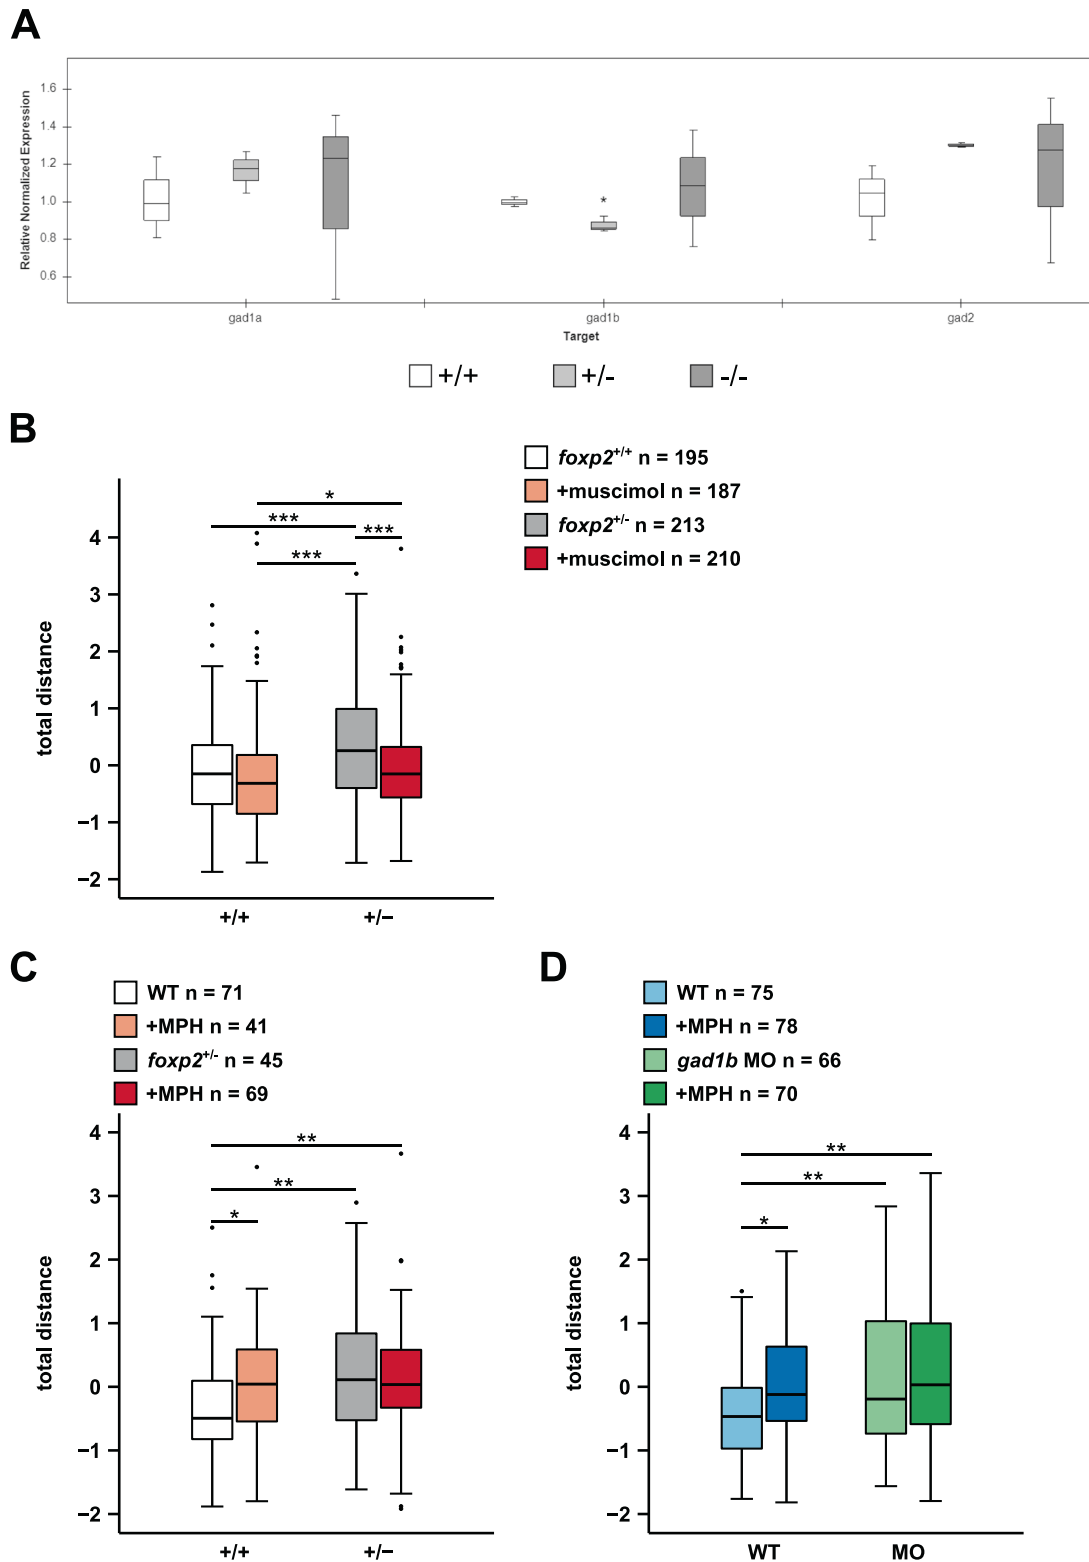 A
Relative Normalized Expression
1.6
1.4
1.2
1.0
0.8
0.6
gad1a
gad1b
gad2
Target
*
+/+
+/-
-/-
B
foxp2+/+ n = 195
+muscimol n = 187
foxp2+/- n = 213
+muscimol n = 210
total distance
4
3
2
1
0
−1
−2
*
***
***
***
+/+
+/−
C
WT n = 71
+MPH n = 41
foxp2+/- n = 45
+MPH n = 69
total distance
4
3
2
1
0
−1
−2
**
**
*
+/+
+/−
D
WT n = 75
+MPH n = 78
gad1b MO n = 66
+MPH n = 70
total distance
4
3
2
1
0
−1
−2
**
**
*
WT
MO